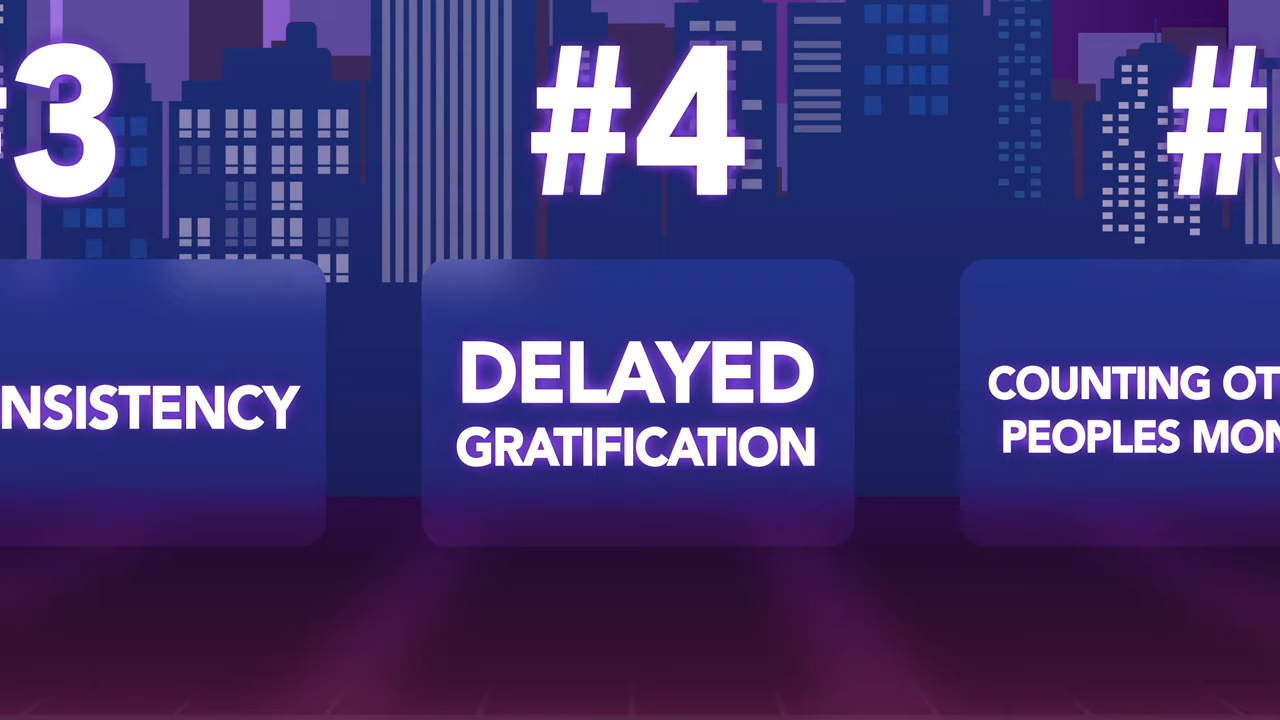 #3
#4
#
NSISTENCY
DELAYED
GRATIFICATION
COUNTING OT
PEOPLES MON